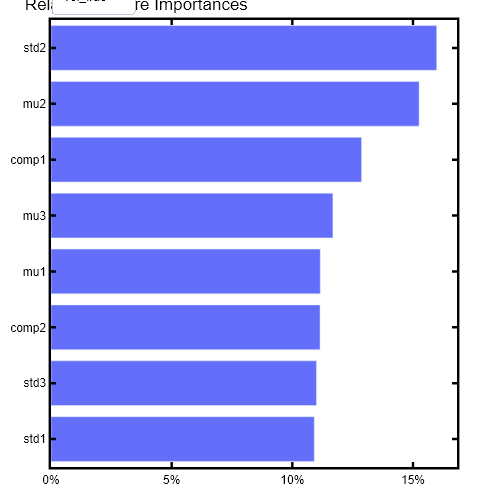 Rela re Importances
std2
mu2
comp1
mu3
mu1
comp2
std3
std1
0% 5% 10% 15%